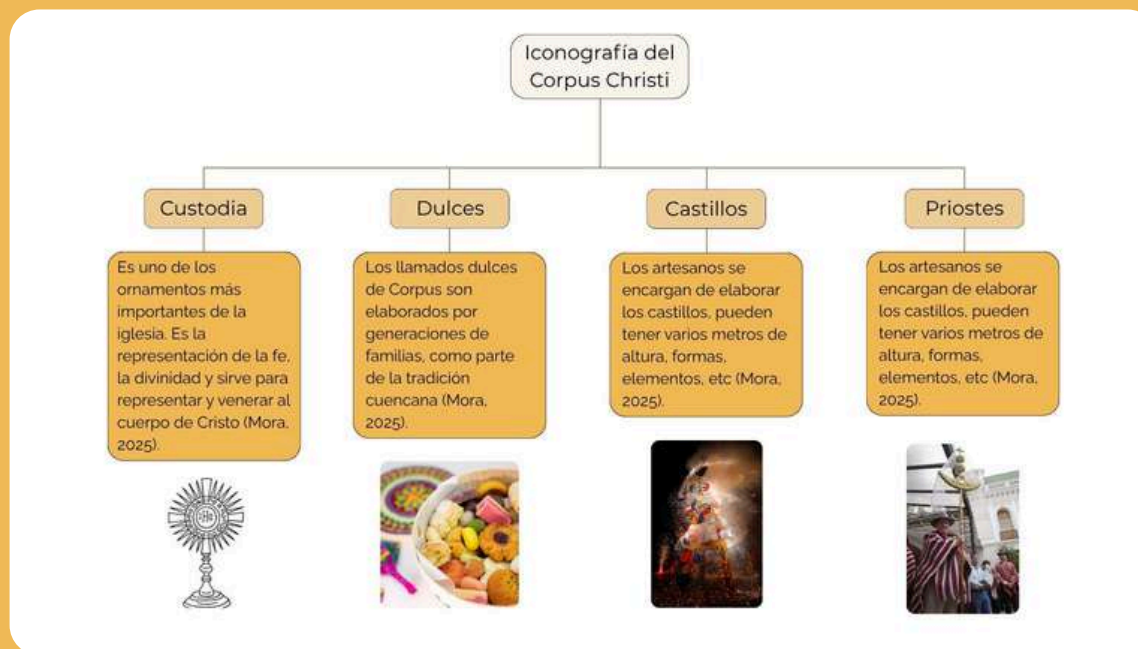 Iconografía del
Corpus Christi
Custodia
Es uno de los
ornamentos más
importantes de la
iglesia. Es la
representación de la fe,
la divinidad y sirve para
representar y venerar al
cuerpo de Cristo (Mora,
2025).
Dulces
Los llamados dulces
de Corpus son
elaborados por
generaciones de
familias, como parte
de la tradición
cuencana (Mora,
2025).
Castillos
Los artesanos se
encargan de elaborar
los castillos, pueden
tener varios metros de
altura, formas,
elementos, etc (Mora,
2025).
Priostes
Los artesanos se
encargan de elaborar
los castillos, pueden
tener varios metros de
altura, formas,
elementos, etc (Mora,
2025).